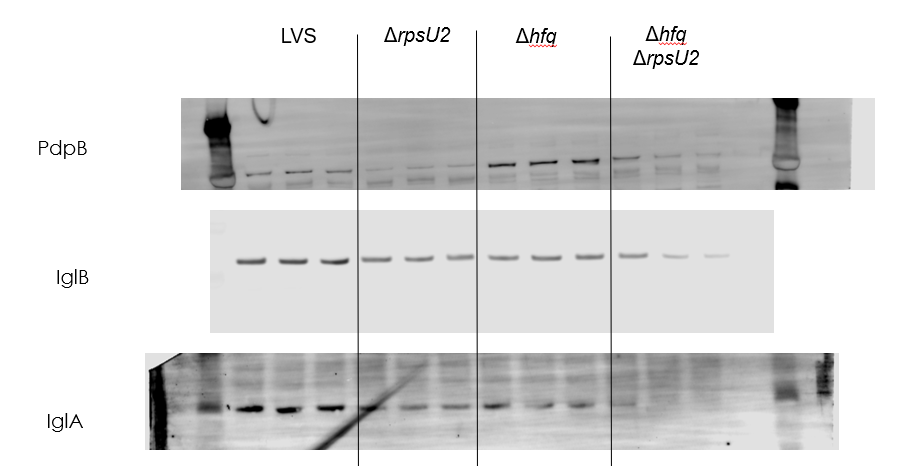 LVS
ΔrpsU2
Δhfq
Δhfq
ΔrpsU2
PdpB
IglB
IglA